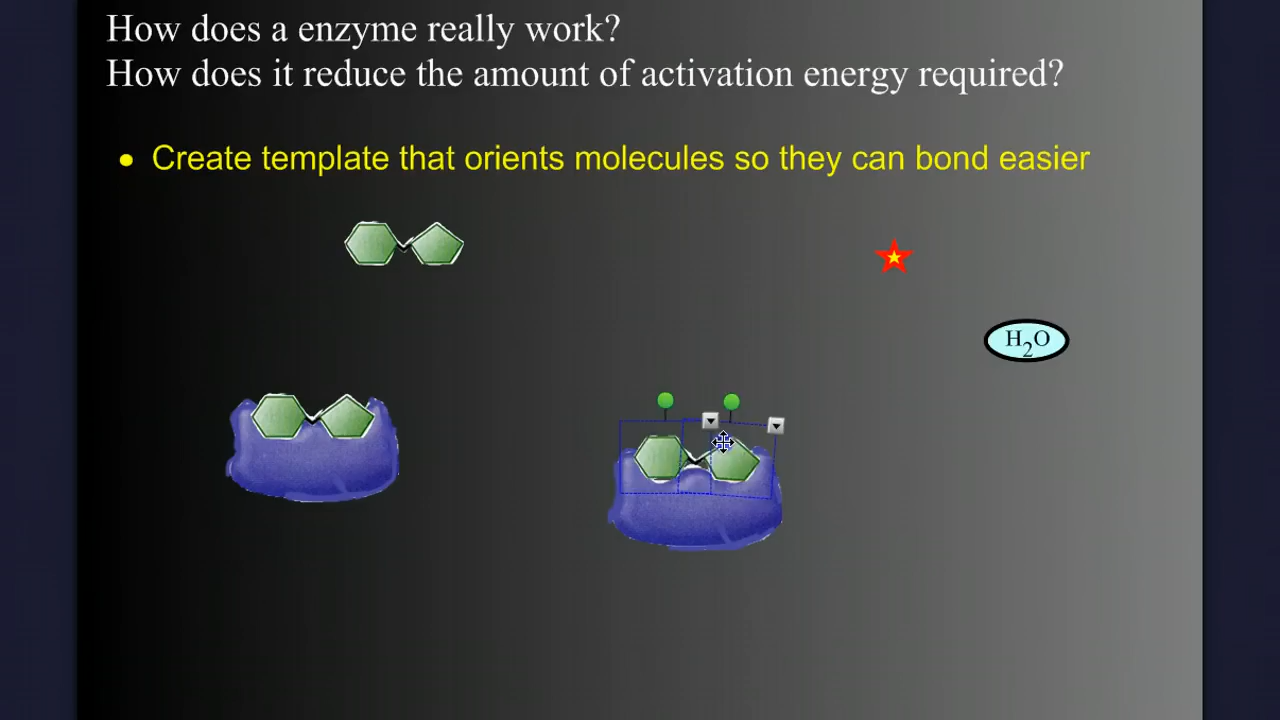 How does a enzyme really work?
How does it reduce the amount of activation energy required?
• Create template that orients molecules so they can bond easier
H₂O